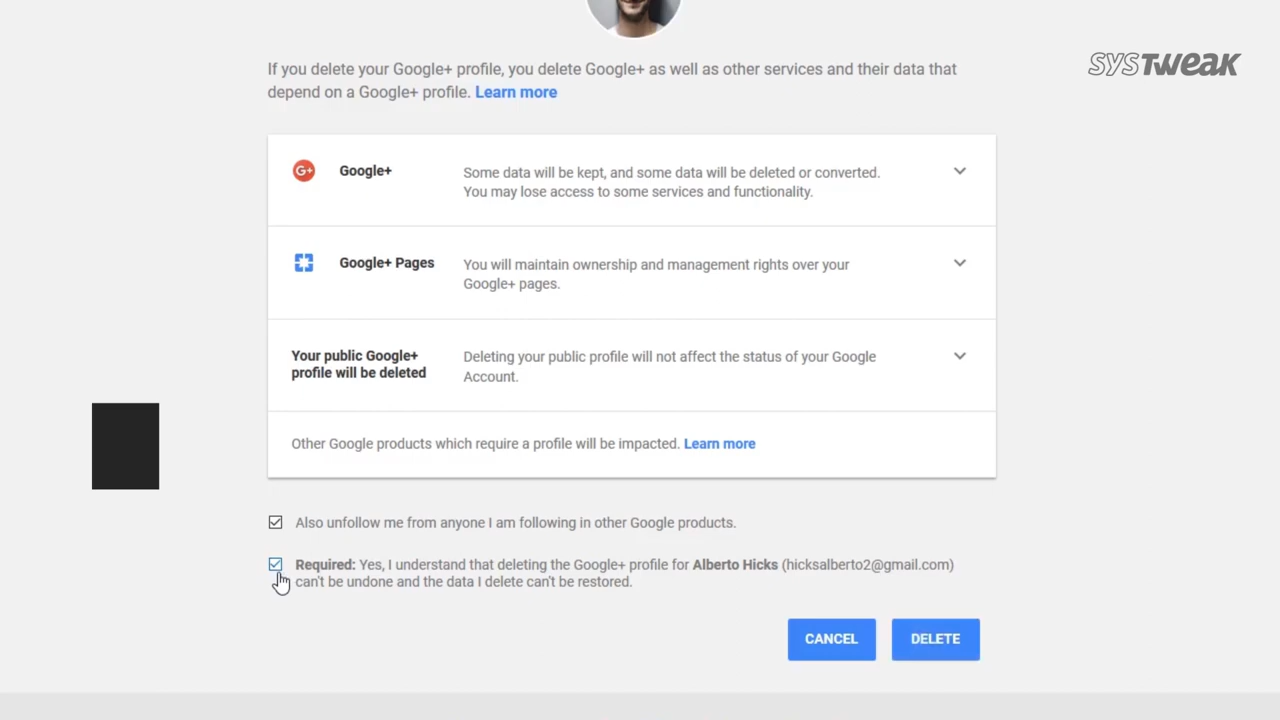 SYSTWEAK
If you delete your Google+ profile, you delete Google+ as well as other services and their data that
depend on a Google+ profile. Learn more
G+
Google+
Some data will be kept, and some data will be deleted or converted.
You may lose access to some services and functionality.
Google+ Pages
You will maintain ownership and management rights over your
Google+ pages.
Your public Google+
profile will be deleted
Deleting your public profile will not affect the status of your Google
Account.
Other Google products which require a profile will be impacted. Learn more
Also unfollow me from anyone I am following in other Google products.
Required: Yes, I understand that deleting the Google+ profile for Alberto Hicks (hicksalberto2@gmail.com)
can't be undone and the data I delete can't be restored.
CANCEL
DELETE